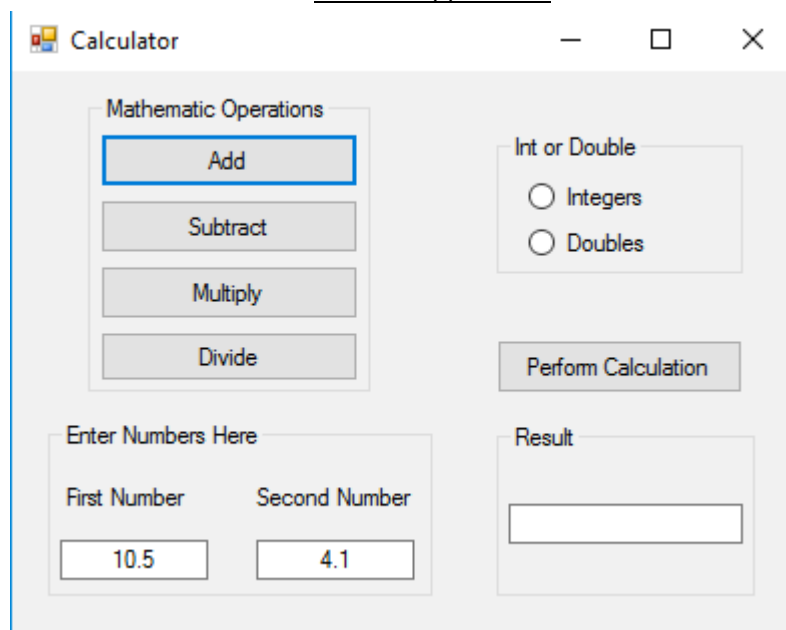 Calculator
Mathematic Operations
Add
Subtract
Multiply
Divide
Int or Double
Integers
Doubles
Perform Calculation
Enter Numbers Here
First Number Second Number
10.5 4.1
Result